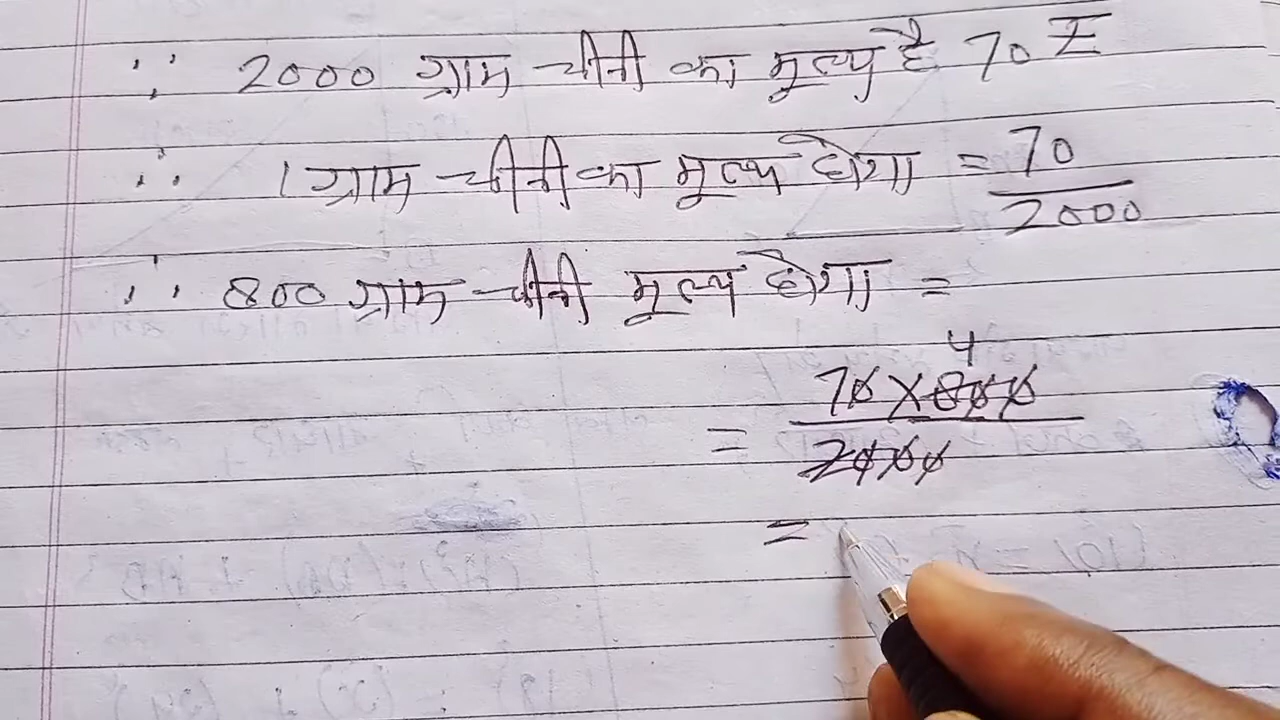 ∵ 2000 ग्राम चीनी का मूल्य है 70 ₹
∴ 1 ग्राम चीनी का मूल्य होगा = 70/2000
∴ 800 ग्राम चीनी मूल्य होगा =
4
= 70 × 800 / 2000
=